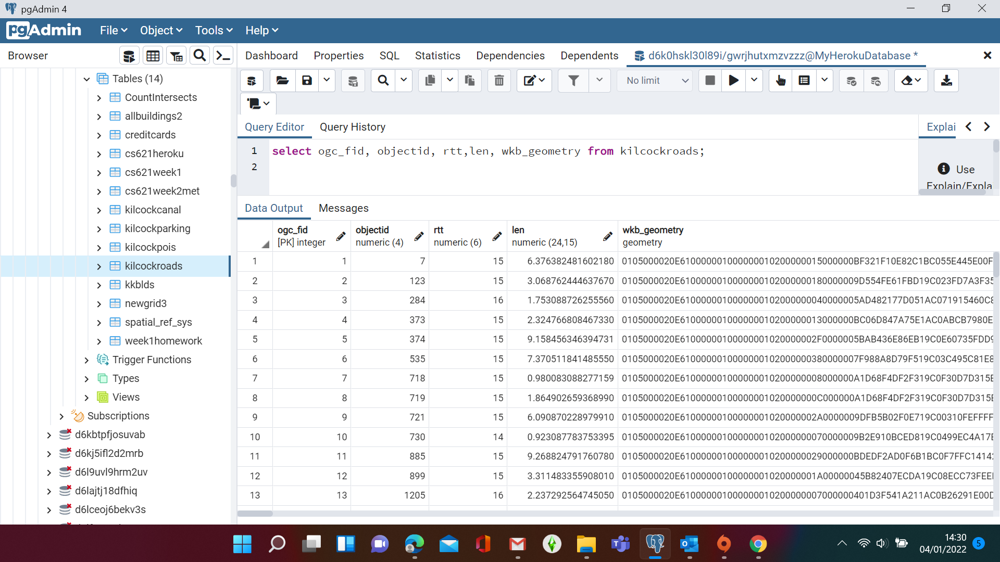 pgAdmin 4
pgAdmin File Object Tools Help
Browser
Dashboard Properties SQL Statistics Dependencies Dependents d6k0hskl30l89i/gwrjhutxmzvzzz@MyHerokuDatabase *
Tables (14)
CountIntersects
allbuildings2
creditcards
cs621heroku
cs621week1
cs621week2met
kilcockcanal
kilcockparking
kilcockpois
kilcockroads
kkblds
newgrid3
spatial_ref_sys
week1homework
Trigger Functions
Types
Views
Subscriptions
d6kbtpfjosuvab
d6kj5ifl2d2mrb
d6l9uvl9hrm2uv
d6lajtj18dfhiq
d6lceoj6bekv3s
No limit
Query Editor Query History
Explai
1 select ogc_fid, objectid, rtt,len, wkb_geometry from kilcockroads;
2
Use
Explain/Expla
Data Output Messages
ogc_fid objectid rtt len wkb_geometry
[PK] integer numeric (4) numeric (6) numeric (24,15) geometry
1 1 7 15 6.376382481602180 0105000020E610000001000000010200000015000000BF321F10E82C1BC055E445E00F
2 2 123 15 3.068762444637670 0105000020E6100000010000000102000000180000009D554FE61FBD19C023FD7A3F35
3 3 284 16 1.753088726255560 0105000020E6100000010000000102000000040000005AD482177D051AC071915460C8
4 4 373 15 2.324766808467330 0105000020E610000001000000010200000013000000BC06D847A75E1AC0ABCB7980E
5 5 374 15 9.158456346394731 0105000020E61000000100000001020000002F0000005BAB436E86EB19C0E60735FDD9
6 6 535 15 7.370511841485550 0105000020E6100000010000000102000000380000007F988A8D79F519C03C495C81E8
7 7 718 15 0.980083088277159 0105000020E610000001000000010200000008000000A1D68F4DF2F319C0F30D7D315E
8 8 719 15 1.864902659368990 0105000020E61000000100000001020000000C000000A1D68F4DF2F319C0F30D7D315E
9 9 721 15 6.090870228979910 0105000020E61000000100000001020000002A0000009DFB5B02F0E719C00310FEFFFF
10 10 730 14 0.923087783753395 0105000020E6100000010000000102000000070000009B2E910BCED819C0499EC4A17E
11 11 885 15 9.268824791760780 0105000020E610000001000000010200000029000000BDEDF2AD0F6B1BC0F7FFC14142
12 12 899 15 3.311483355908010 0105000020E61000000100000001020000001A00000045B82407ECDA19C08ECC73FEE
13 13 1205 16 2.237292564745050 0105000020E610000001000000010200000007000000401D3F541A211AC0B26291E00D
14:30
04/01/2022 5